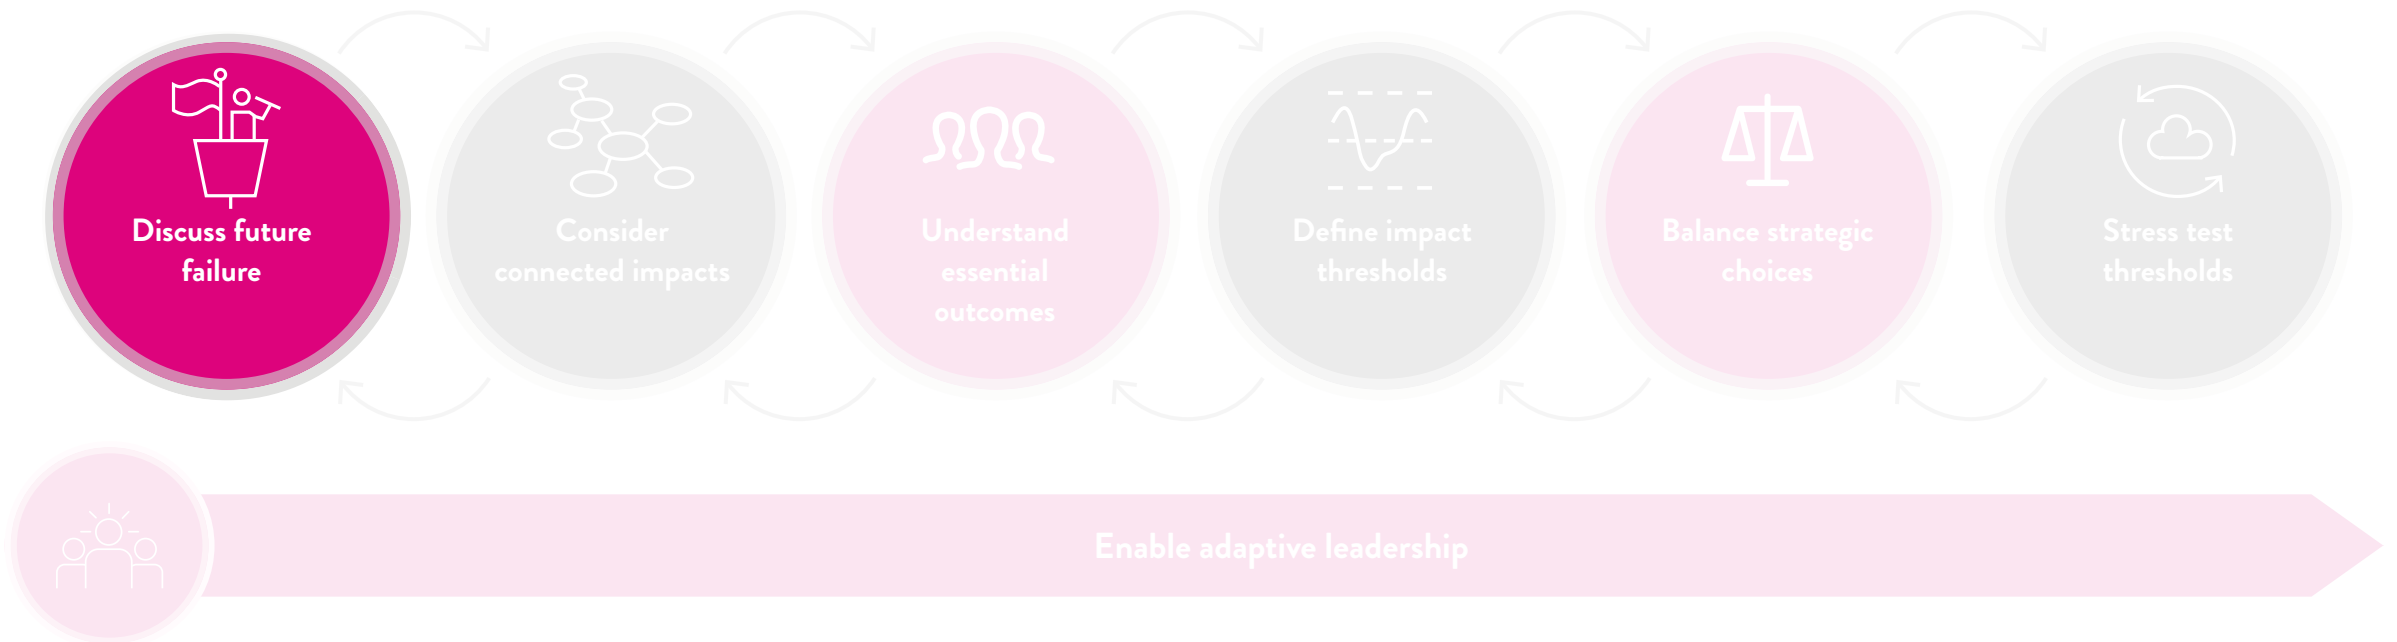 Discuss future
failure
Consider
connected impacts
Understand
essential
outcomes
Define impact
thresholds
Balance strategic
choices
Stress test
thresholds
Enable adaptive leadership